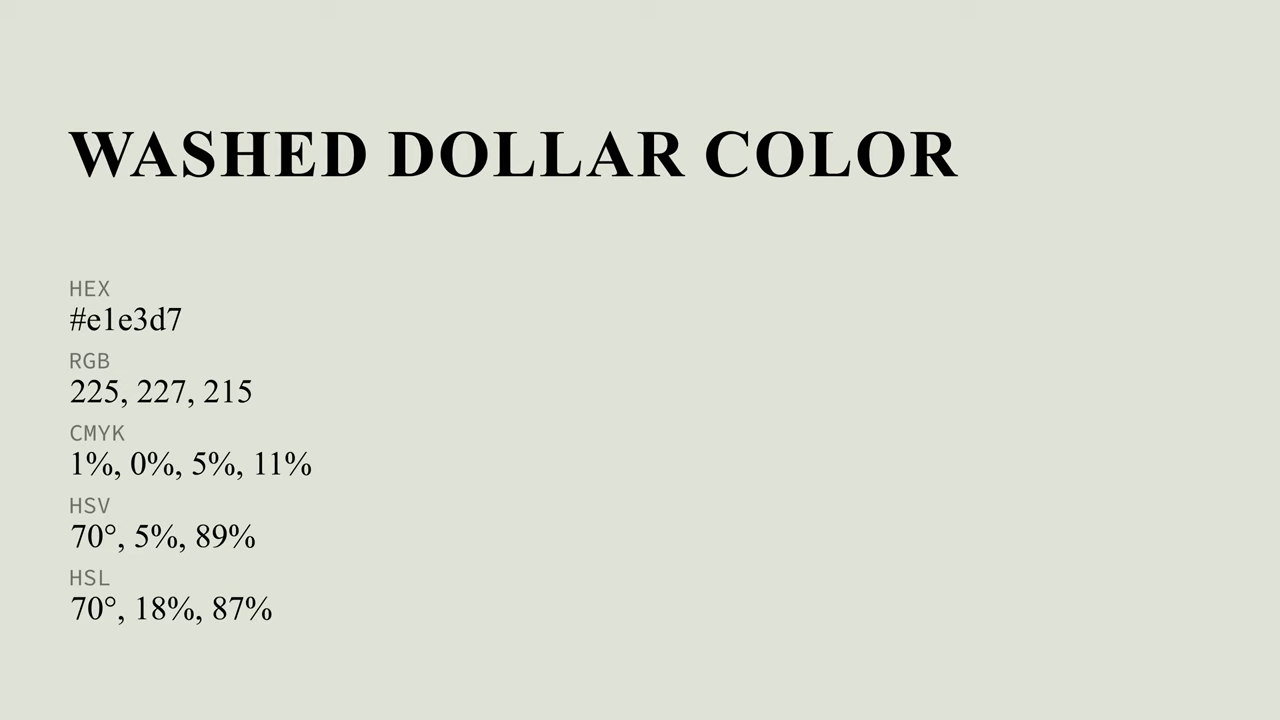 WASHED DOLLAR COLOR
HEX
#e1e3d7
RGB
225, 227, 215
CMYK
1%, 0%, 5%, 11%
HSV
70°, 5%, 89%
HSL
70°, 18%, 87%